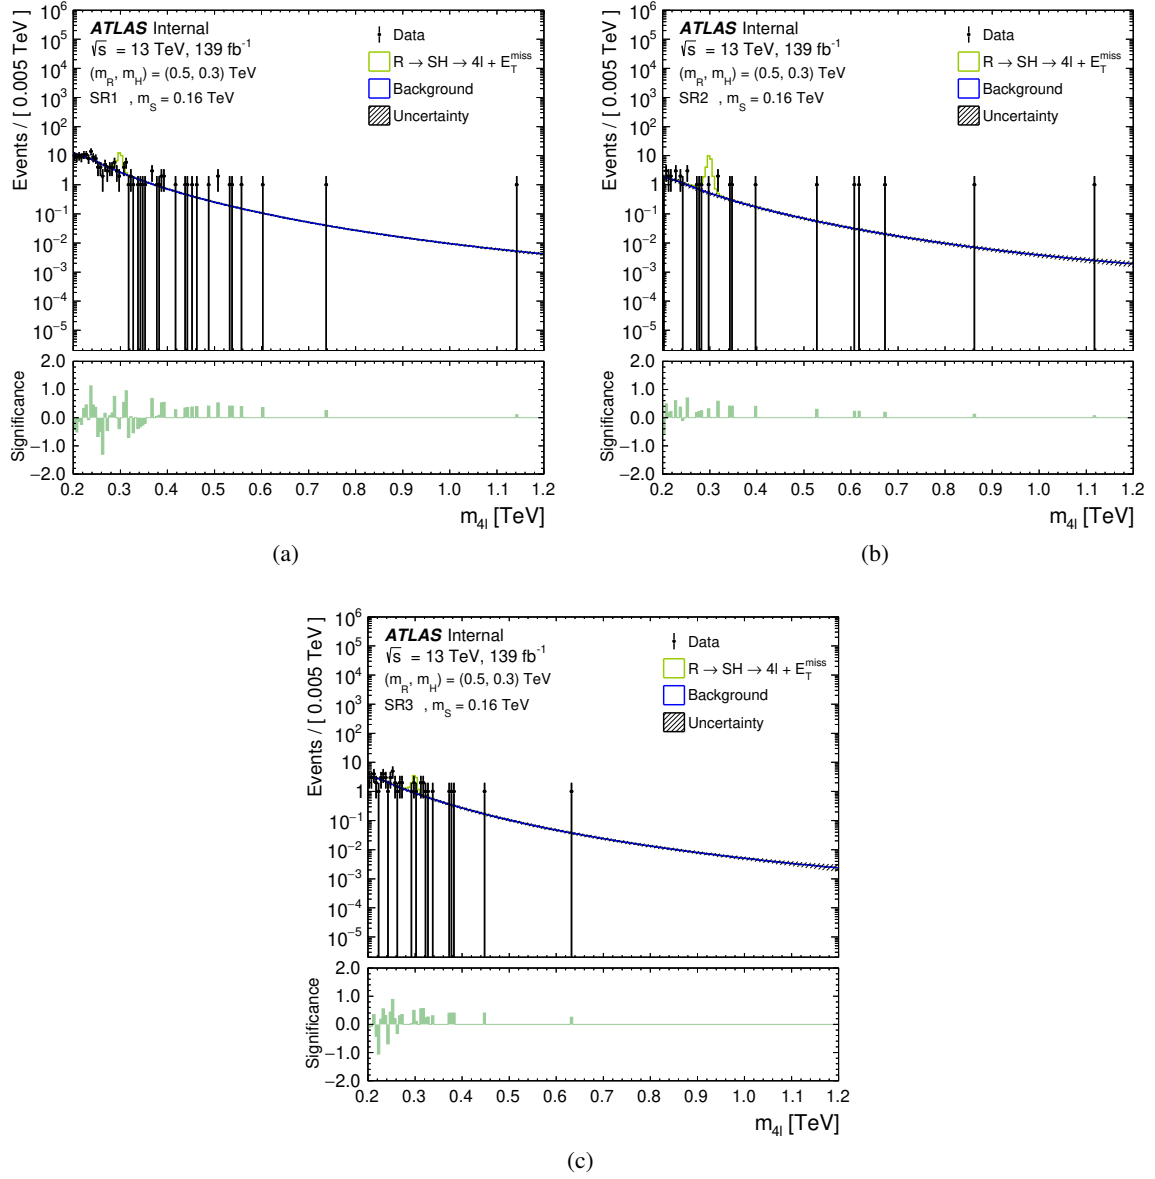 ATLAS Internal
√s = 13 TeV, 139 fb⁻¹
(m_R, m_H) = (0.5, 0.3) TeV
SR1 , m_S = 0.16 TeV
Data
R → SH → 4l + E_T^miss
Background
Uncertainty
Events / [ 0.005 TeV ]
10⁶
10⁵
10⁴
10³
10²
10
1
10⁻¹
10⁻²
10⁻³
10⁻⁴
10⁻⁵
Significance
2.0
1.0
0.0
−1.0
−2.0
0.2 0.3 0.4 0.5 0.6 0.7 0.8 0.9 1.0 1.1 1.2
m_4l [TeV]
(a)
ATLAS Internal
√s = 13 TeV, 139 fb⁻¹
(m_R, m_H) = (0.5, 0.3) TeV
SR2 , m_S = 0.16 TeV
Data
R → SH → 4l + E_T^miss
Background
Uncertainty
Events / [ 0.005 TeV ]
10⁶
10⁵
10⁴
10³
10²
10
1
10⁻¹
10⁻²
10⁻³
10⁻⁴
10⁻⁵
Significance
2.0
1.0
0.0
−1.0
−2.0
0.2 0.3 0.4 0.5 0.6 0.7 0.8 0.9 1.0 1.1 1.2
m_4l [TeV]
(b)
ATLAS Internal
√s = 13 TeV, 139 fb⁻¹
(m_R, m_H) = (0.5, 0.3) TeV
SR3 , m_S = 0.16 TeV
Data
R → SH → 4l + E_T^miss
Background
Uncertainty
Events / [ 0.005 TeV ]
10⁶
10⁵
10⁴
10³
10²
10
1
10⁻¹
10⁻²
10⁻³
10⁻⁴
10⁻⁵
Significance
2.0
1.0
0.0
−1.0
−2.0
0.2 0.3 0.4 0.5 0.6 0.7 0.8 0.9 1.0 1.1 1.2
m_4l [TeV]
(c)